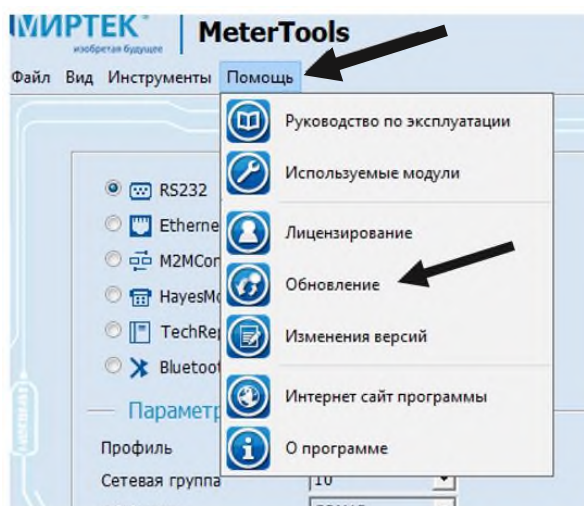 МИРТЕК
изобретая будущее
MeterTools
Файл Вид Инструменты Помощь
Руководство по эксплуатации
Используемые модули
RS232
Лицензирование
Обновление
Изменения версий
Интернет сайт программы
О программе
Профиль
Сетевая группа
10